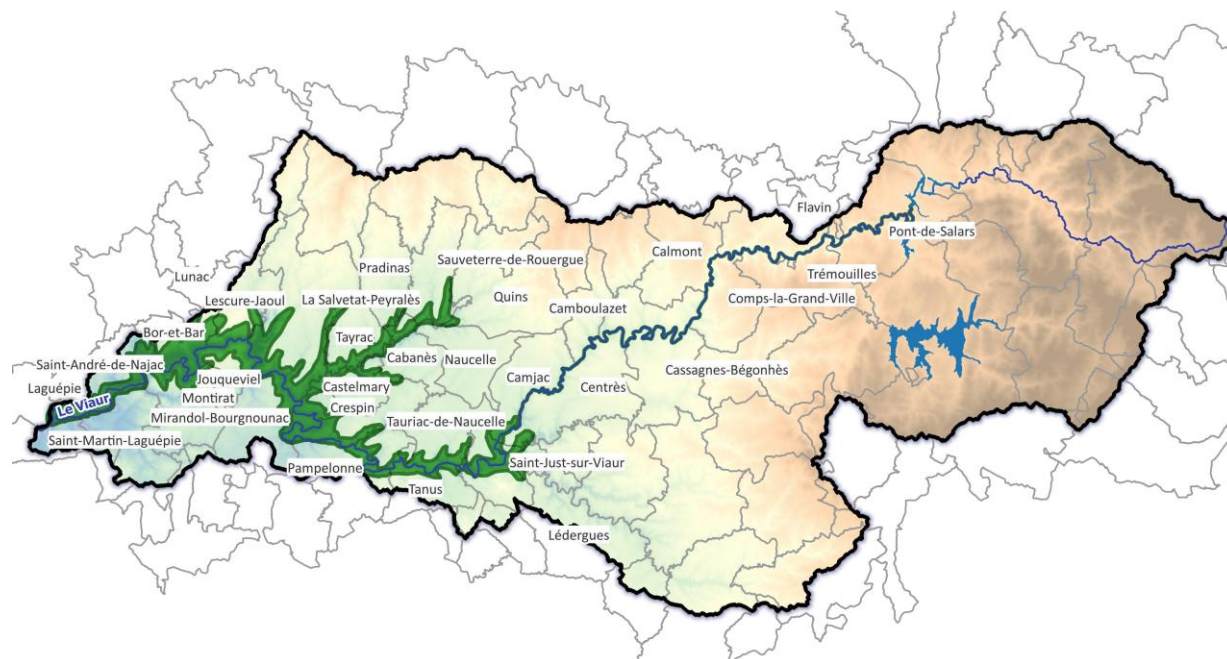 Flavin
Pont-de-Salars
Calmont
Sauveterre-de-Rouergue
Pradinas
Trémouilles
Lunac
Lescure-Jaoul
La Salvetat-Peyralès
Quins
Comps-la-Grand-Ville
Camboulazet
Bor-et-Bar
Tayrac
Cabanès
Naucelle
Saint-André-de-Najac
Cassagnes-Bégonhès
Jouqueviel
Camjac
Laguépie
Castelmary
Centrès
Montirat
Le Viaur
Crespin
Mirandol-Bourgnounac
Tauriac-de-Naucelle
Saint-Martin-Laguépie
Saint-Just-sur-Viaur
Pampelonne
Tanus
Lédergues